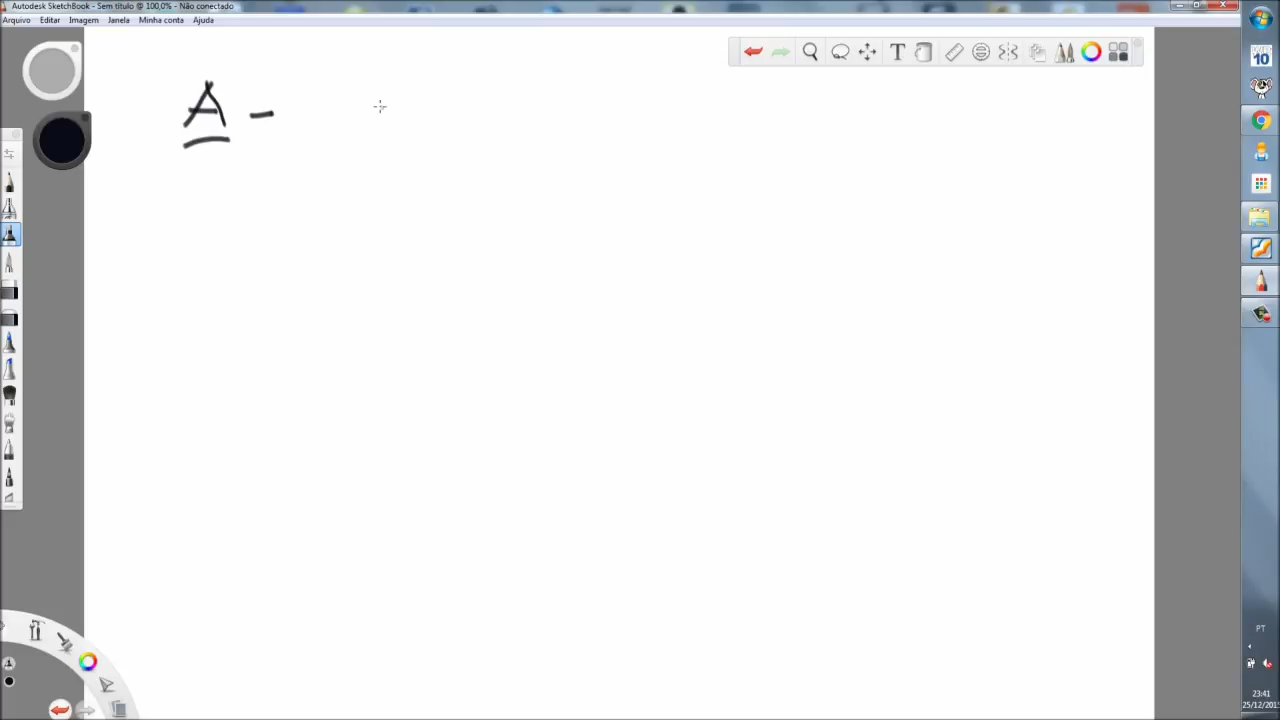 Autodesk SketchBook - Sem título @ 100,0% - Não conectado
Arquivo Editar Imagem Janela Minha conta Ajuda
T
10
A -
PT
23:41